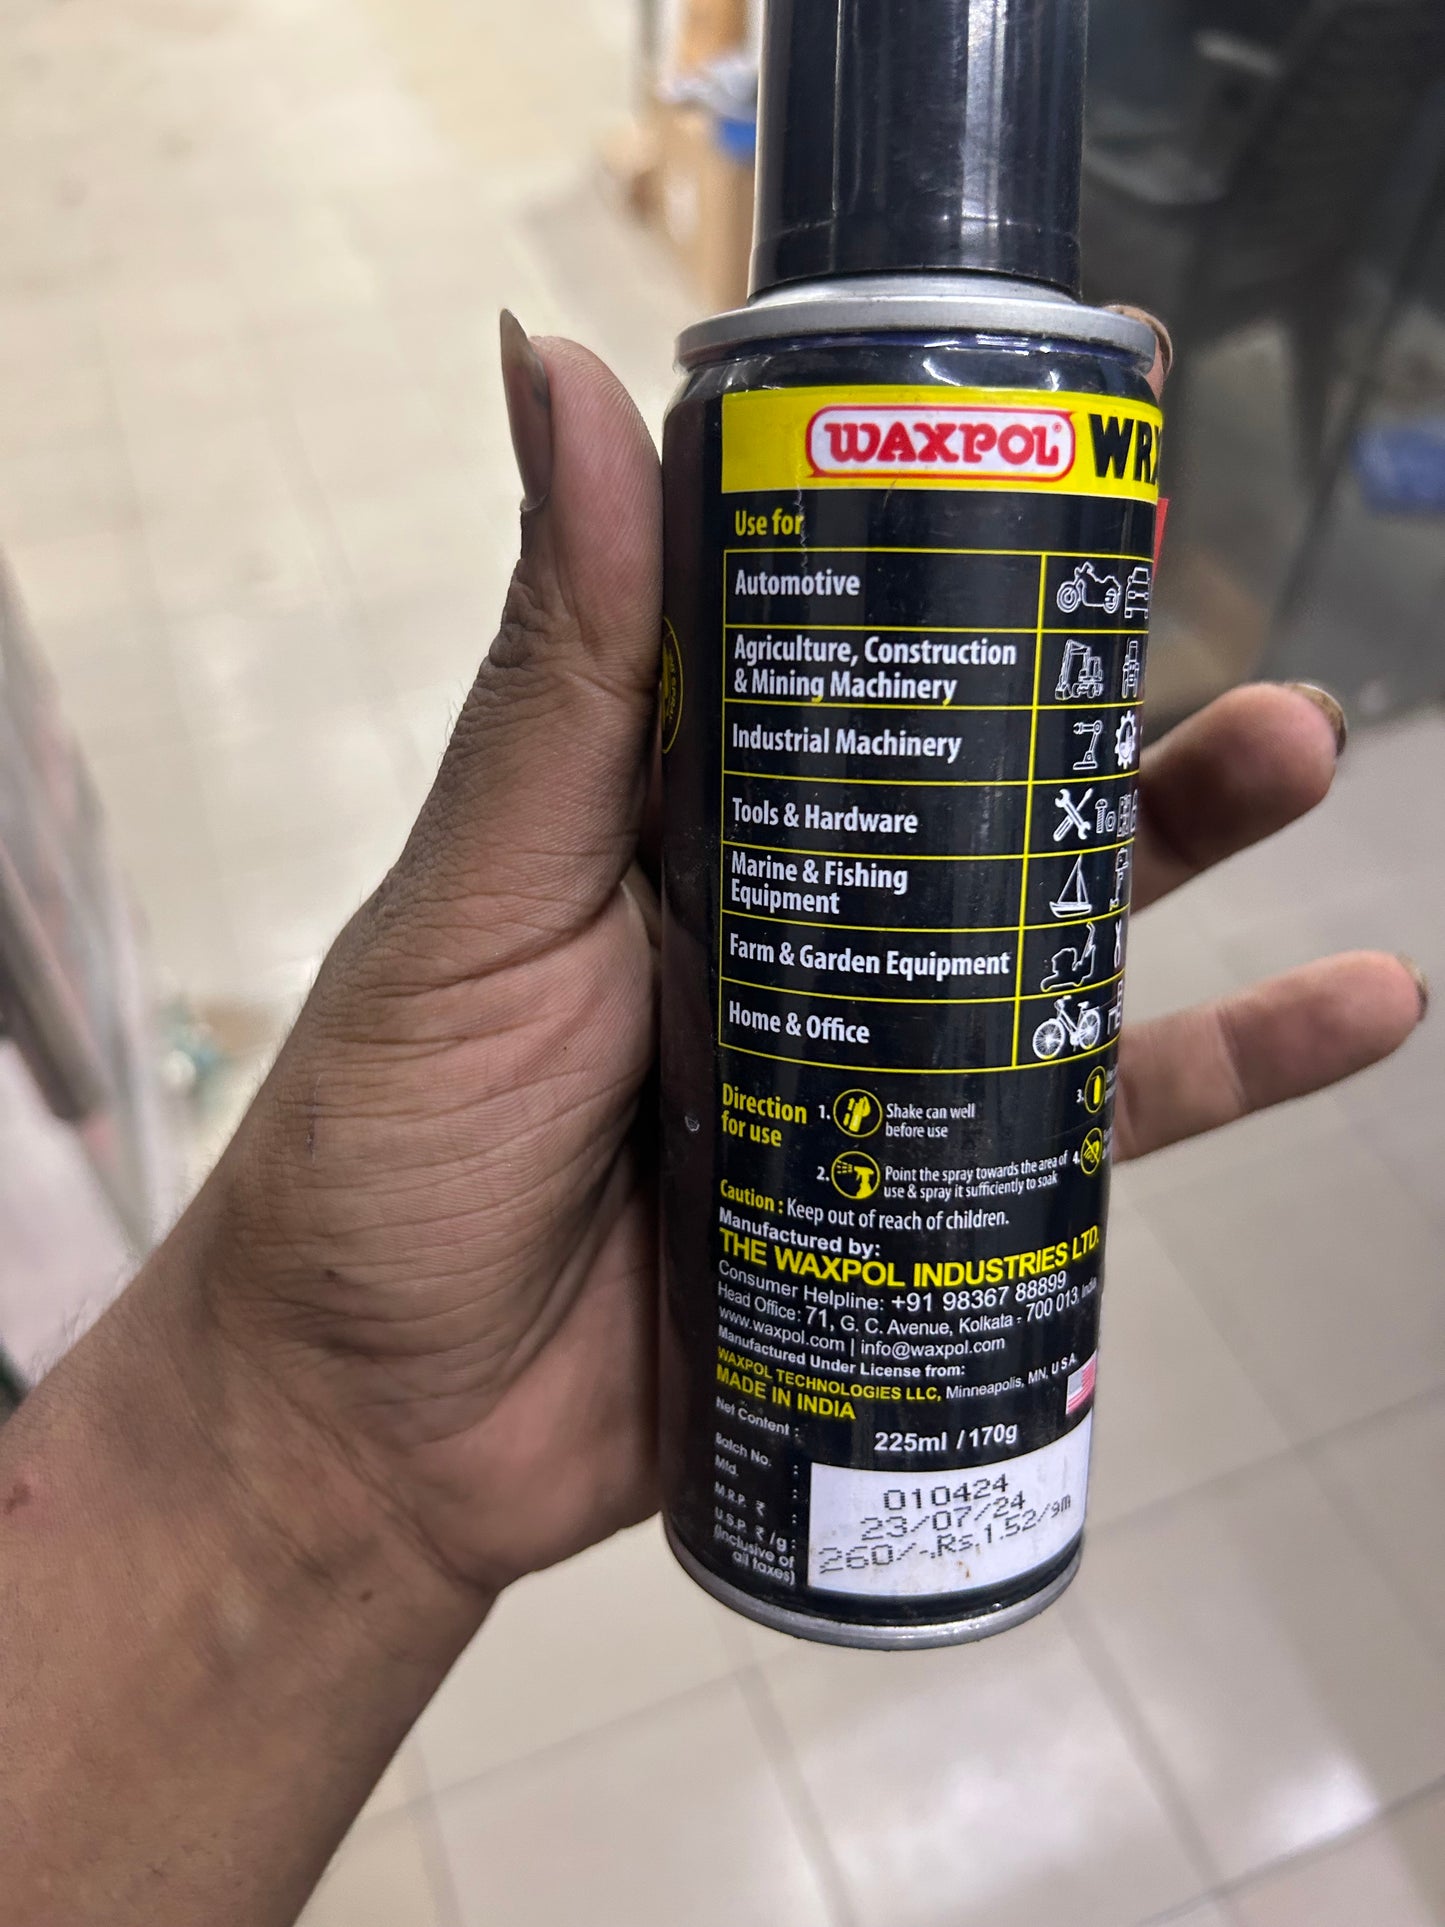 WAXPOL® WRX
Use for
Automotive
Agriculture, Construction
& Mining Machinery
Industrial Machinery
Tools & Hardware
Marine & Fishing
Equipment
Farm & Garden Equipment
Home & Office
Direction
for use
1. Shake can well
before use
2. Point the spray towards the area of
use & spray it sufficiently to soak
3.
4.
Caution : Keep out of reach of children.
Manufactured by:
THE WAXPOL INDUSTRIES LTD.
Consumer Helpline: +91 98367 88899
Head Office: 71, G. C. Avenue, Kolkata - 700 013, India
www.waxpol.com | info@waxpol.com
Manufactured Under License from:
WAXPOL TECHNOLOGIES LLC, Minneapolis, MN, U S A
MADE IN INDIA
Net Content : 225ml / 170g
Batch No. : 010424
Mfd. : 23/07/24
M.R.P. ₹ : 260/-,Rs,1.52/gm
U.S.P. ₹ /g :
(Inclusive of
all taxes)